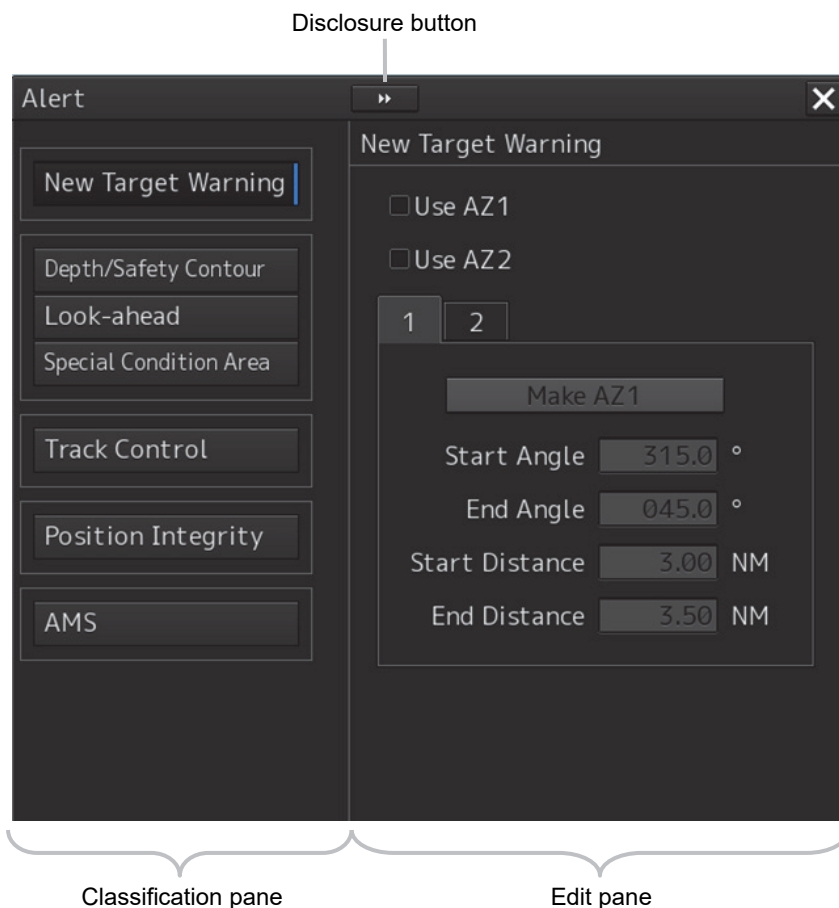 Disclosure button
Alert
New Target Warning
New Target Warning
Use AZ1
Depth/Safety Contour
Use AZ2
Look-ahead
1 2
Special Condition Area
Make AZ1
Track Control
Start Angle 315.0 °
End Angle 045.0 °
Position Integrity
Start Distance 3.00 NM
AMS
End Distance 3.50 NM
Classification pane
Edit pane